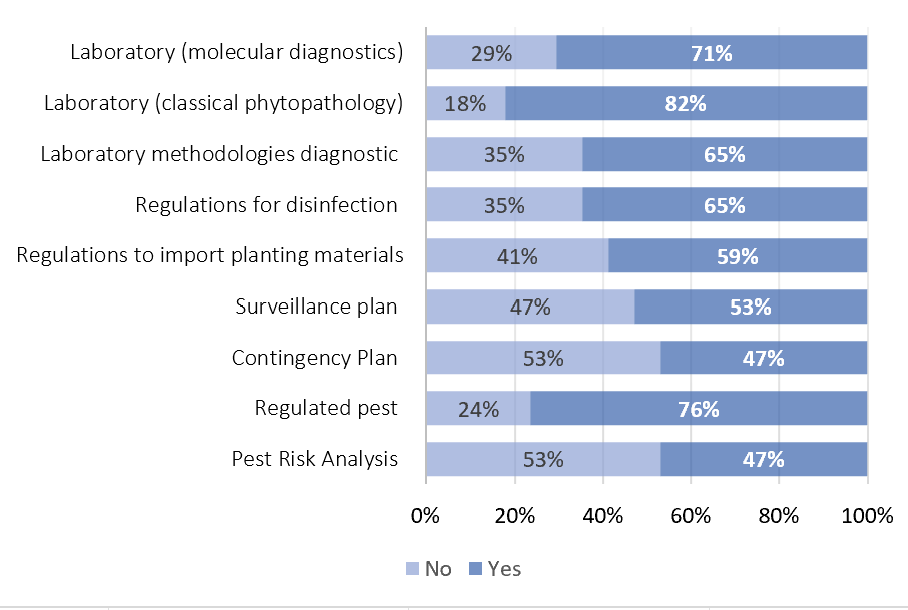 Laboratory (molecular diagnostics) 29% 71%
Laboratory (classical phytopathology) 18% 82%
Laboratory methodologies diagnostic 35% 65%
Regulations for disinfection 35% 65%
Regulations to import planting materials 41% 59%
Surveillance plan 47% 53%
Contingency Plan 53% 47%
Regulated pest 24% 76%
Pest Risk Analysis 53% 47%
0% 20% 40% 60% 80% 100%
No Yes